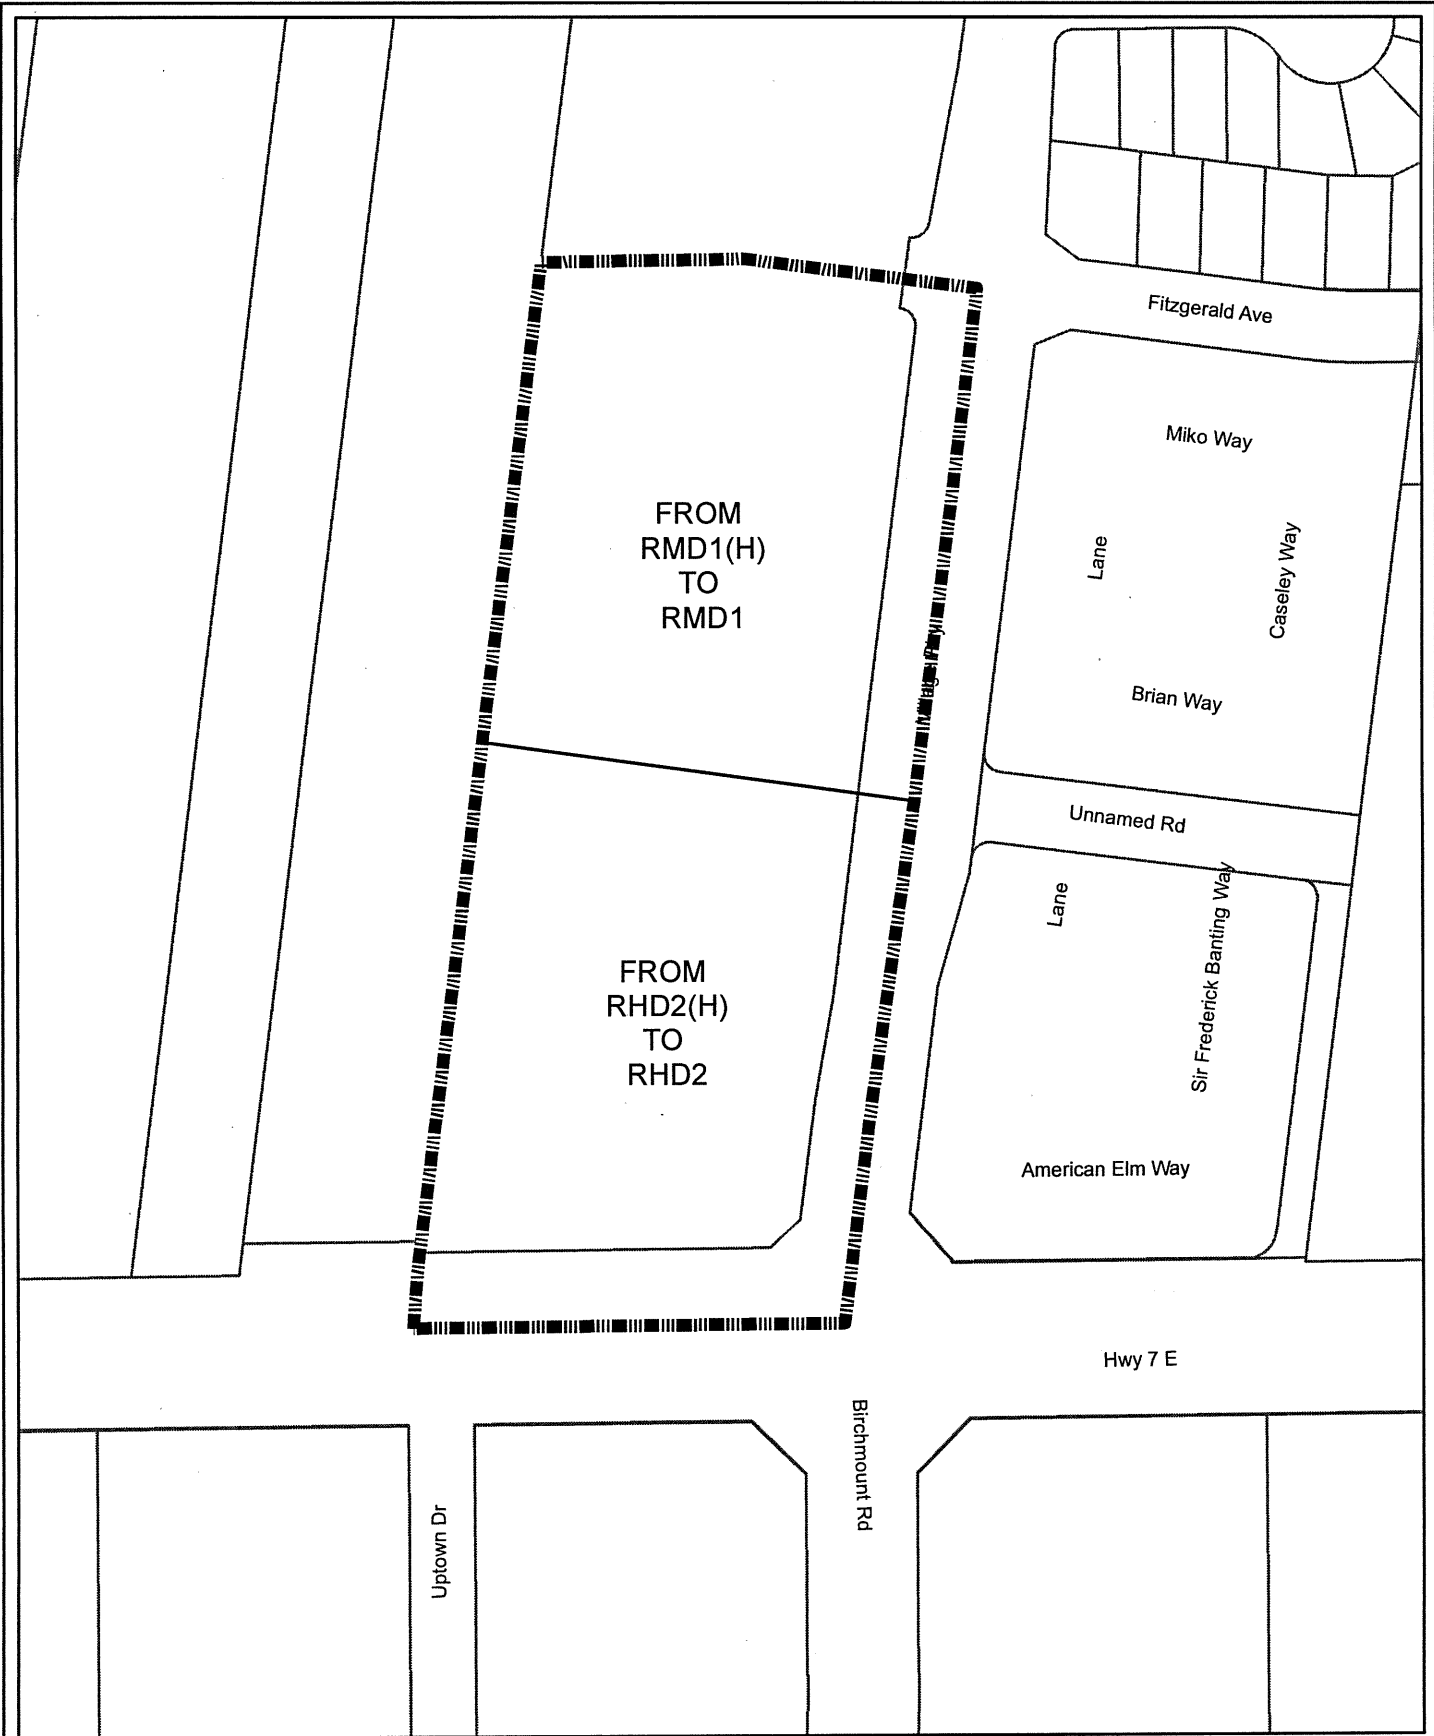 Fitzgerald Ave
Miko Way
FROM
RMD1(H)
TO
RMD1
Lane
Caseley Way
Brian Way
Unnamed Rd
Lane
Sir Frederick Banting Way
FROM
RHD2(H)
TO
RHD2
American Elm Way
Hwy 7 E
Birchmount Rd
Uptown Dr